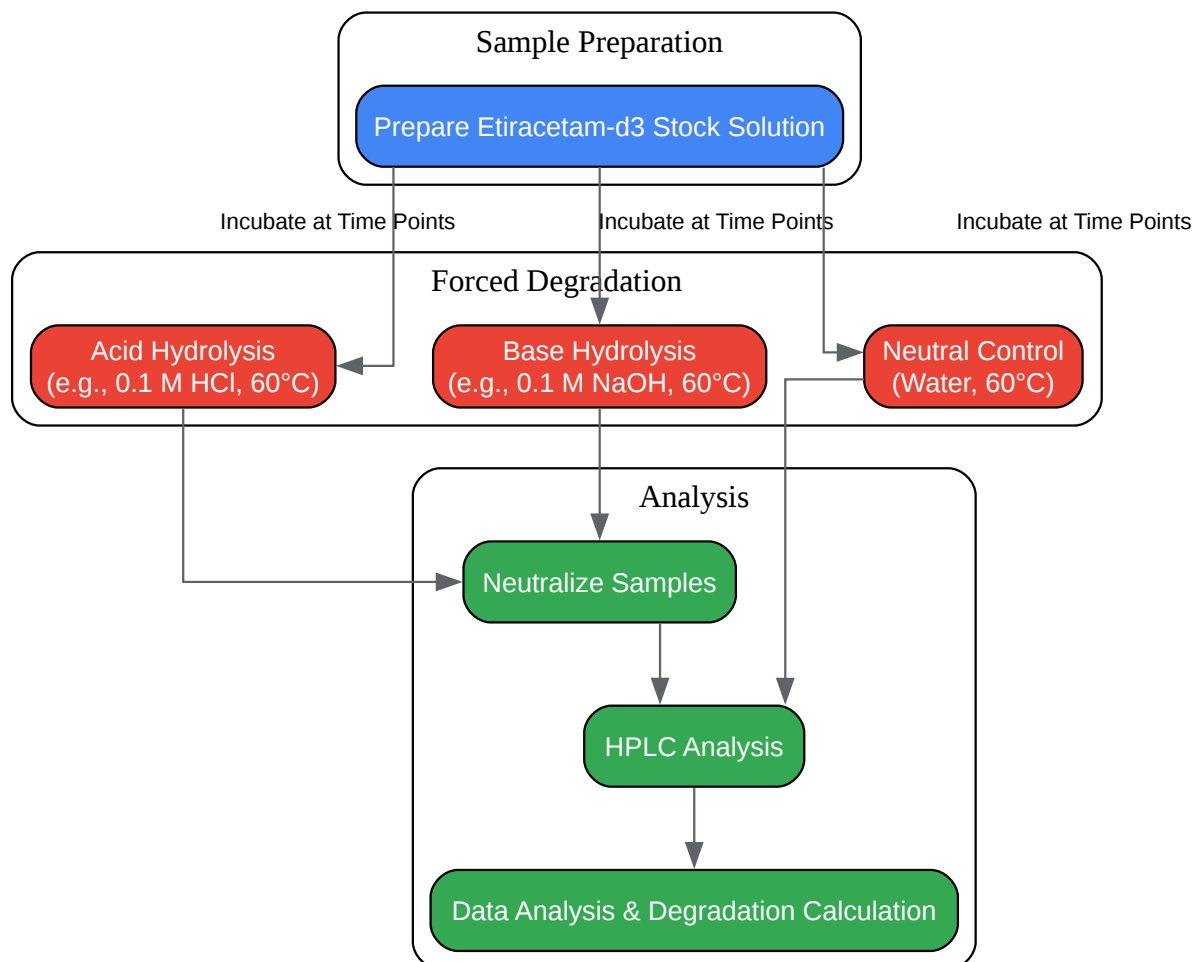 Sample Preparation
Prepare Etiracetam-d3 Stock Solution
Incubate at Time Points
Incubate at Time Points
Incubate at Time Points
Forced Degradation
Acid Hydrolysis
(e.g., 0.1 M HCl, 60°C)
Base Hydrolysis
(e.g., 0.1 M NaOH, 60°C)
Neutral Control
(Water, 60°C)
Analysis
Neutralize Samples
HPLC Analysis
Data Analysis & Degradation Calculation